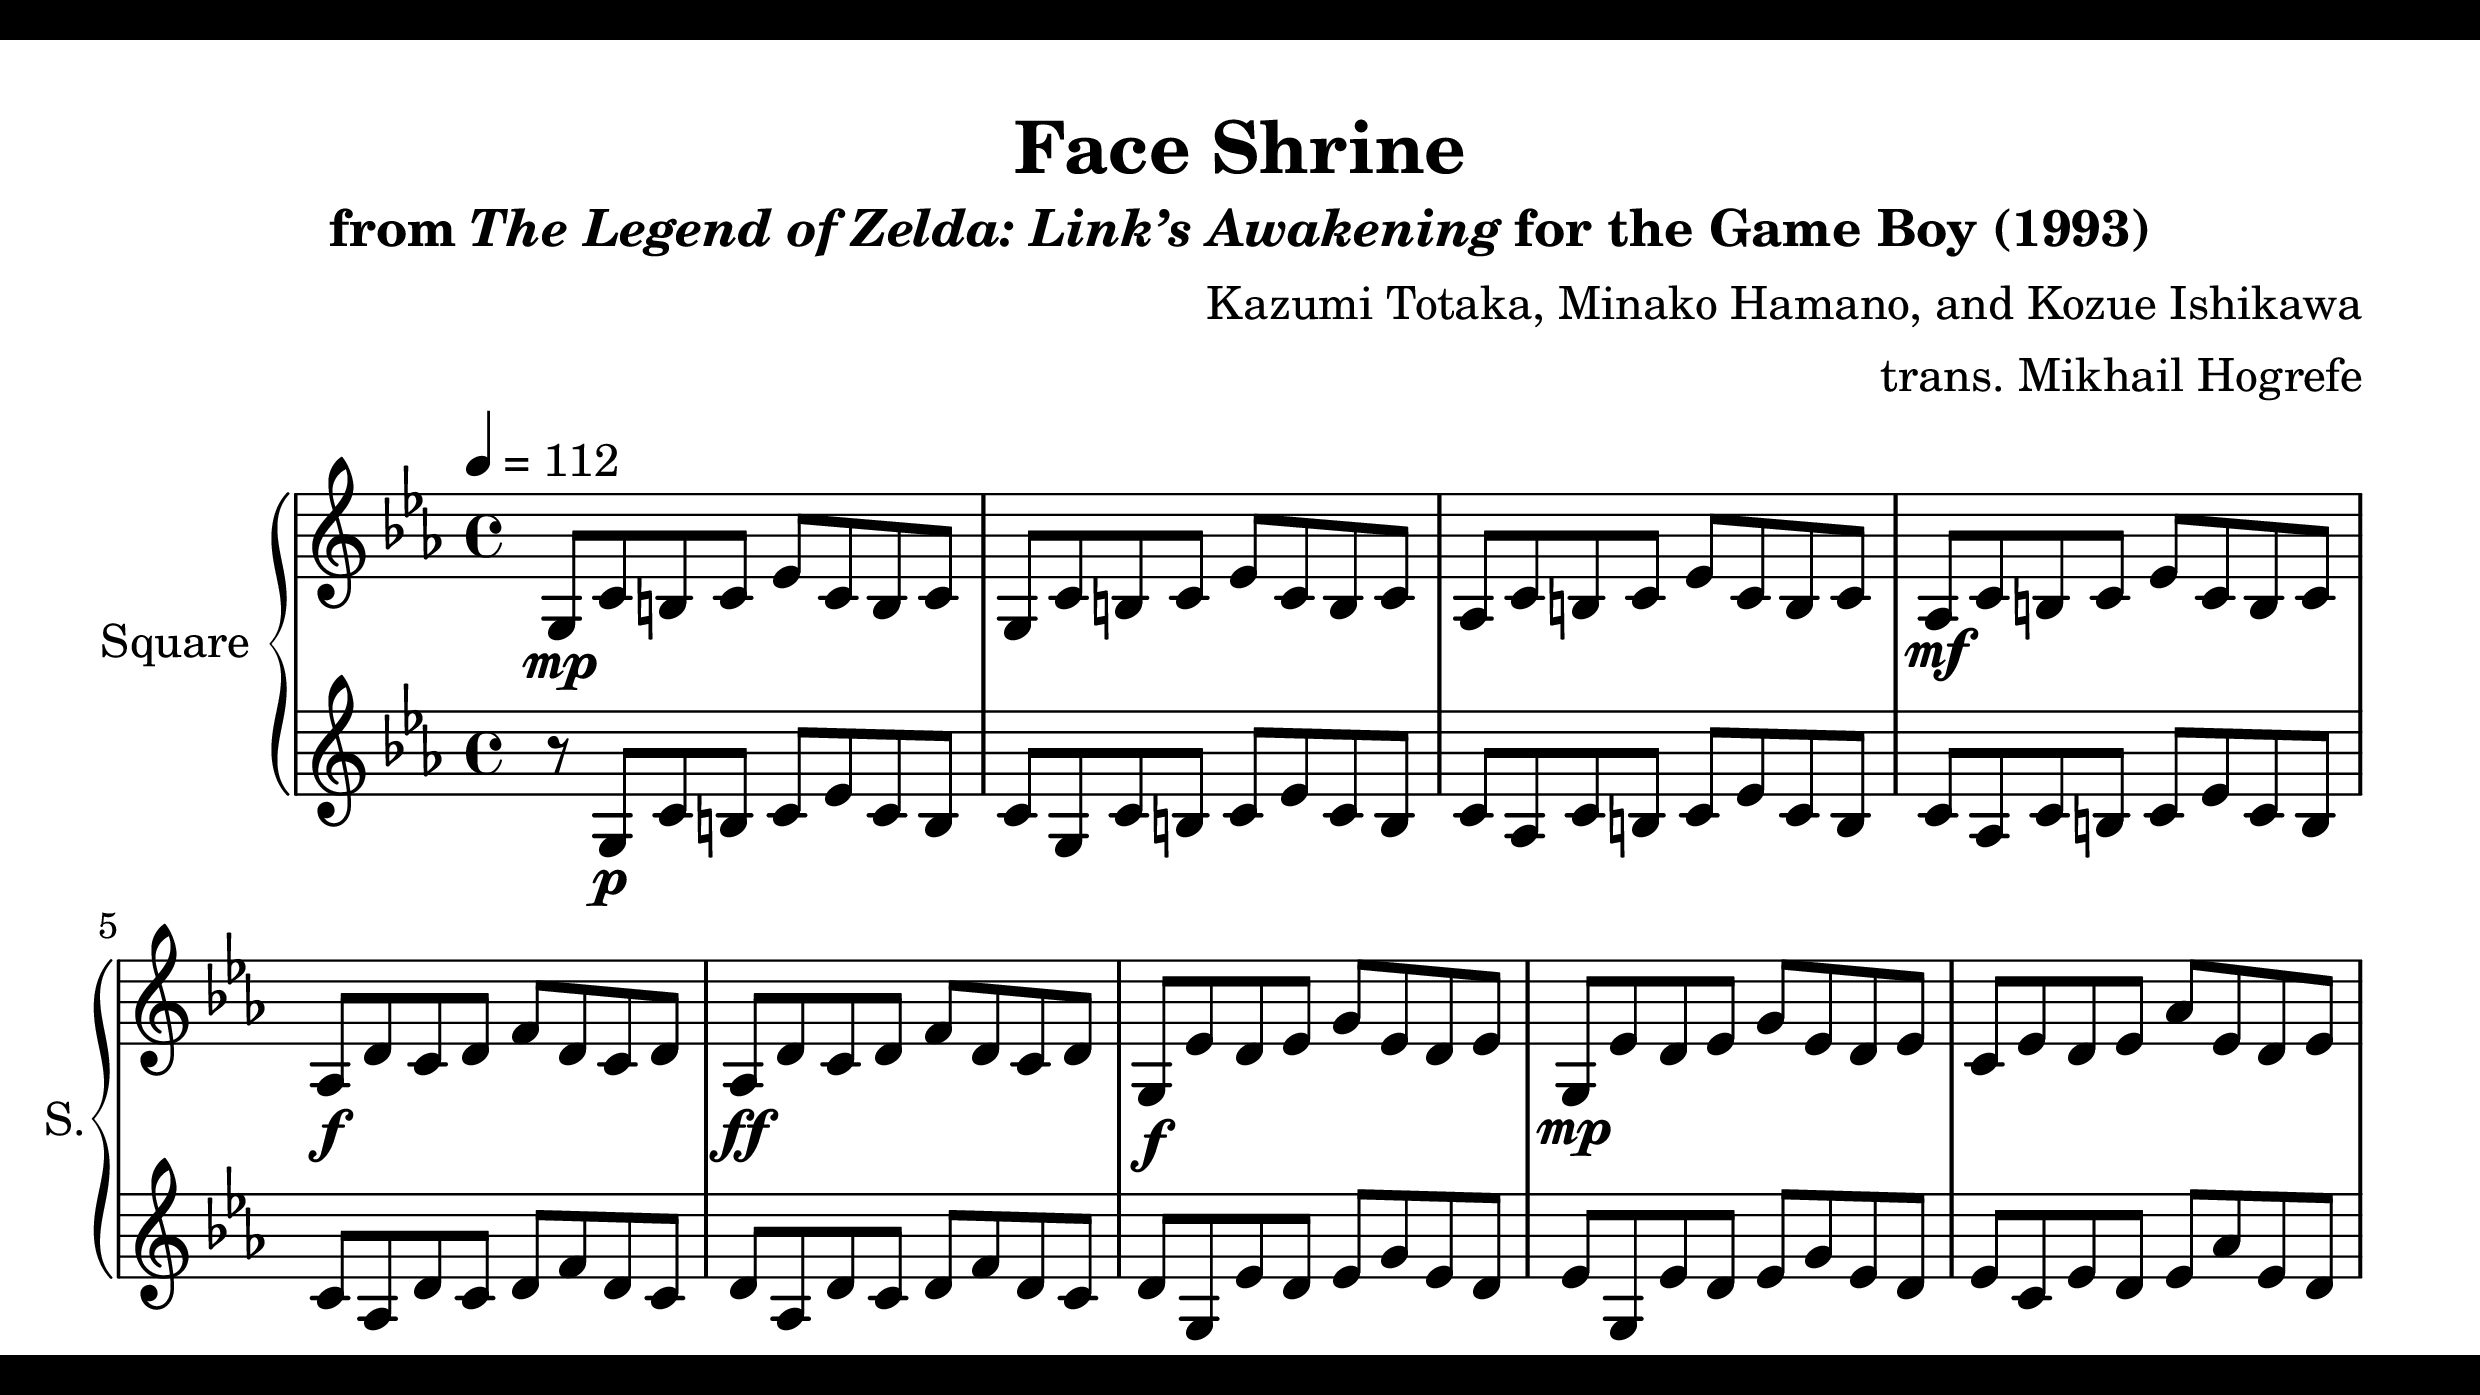 Face Shrine
from The Legend of Zelda: Link’s Awakening for the Game Boy (1993)
Kazumi Totaka, Minako Hamano, and Kozue Ishikawa
trans. Mikhail Hogrefe
= 112
Square
mp
mf
p
5
S.
f
ff
f
mp